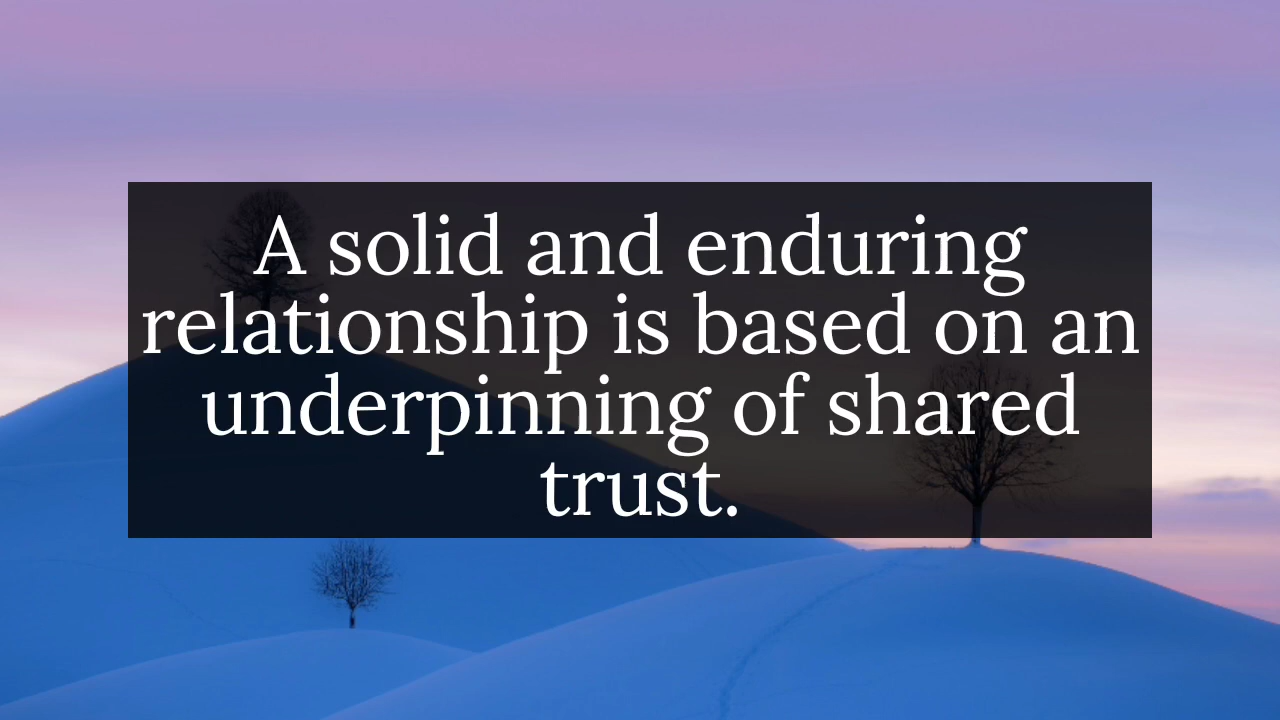 A solid and enduring
relationship is based on an
underpinning of shared
trust.